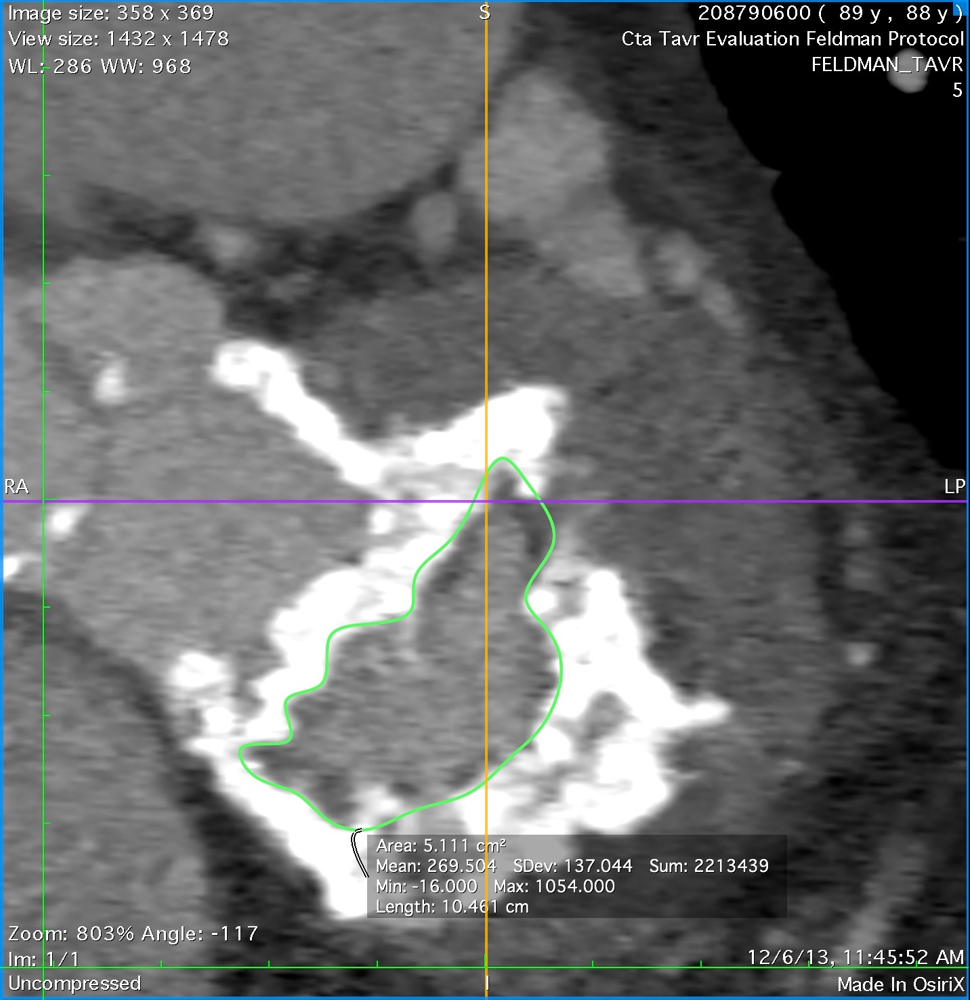 Image size: 358 x 369
View size: 1432 x 1478
WL: 286 WW: 968
S
208790600 ( 89 y , 88 y )
Cta Tavr Evaluation Feldman Protocol
FELDMAN_TAVR
5
RA
LP
Area: 5.111 cm²
Mean: 269.504 SDev: 137.044 Sum: 2213439
Min: -16.000 Max: 1054.000
Length: 10.461 cm
Zoom: 803% Angle: -117
Im: 1/1
Uncompressed
I
12/6/13, 11:45:52 AM
Made In OsiriX